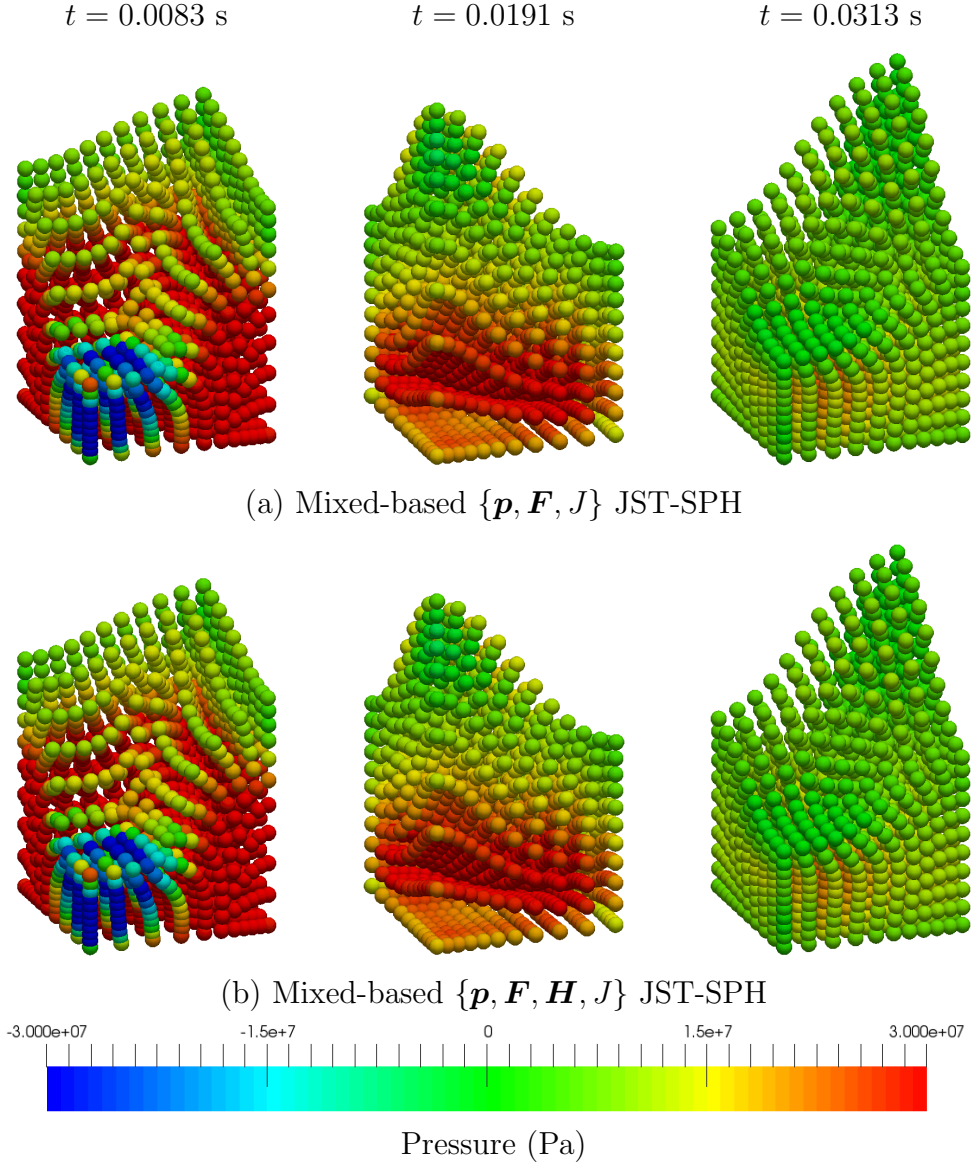 t = 0.0083 s t = 0.0191 s t = 0.0313 s
(a) Mixed-based {p, F, J} JST-SPH
(b) Mixed-based {p, F, H, J} JST-SPH
-3.000e+07 -1.5e+7 0 1.5e+7 3.000e+07
Pressure (Pa)